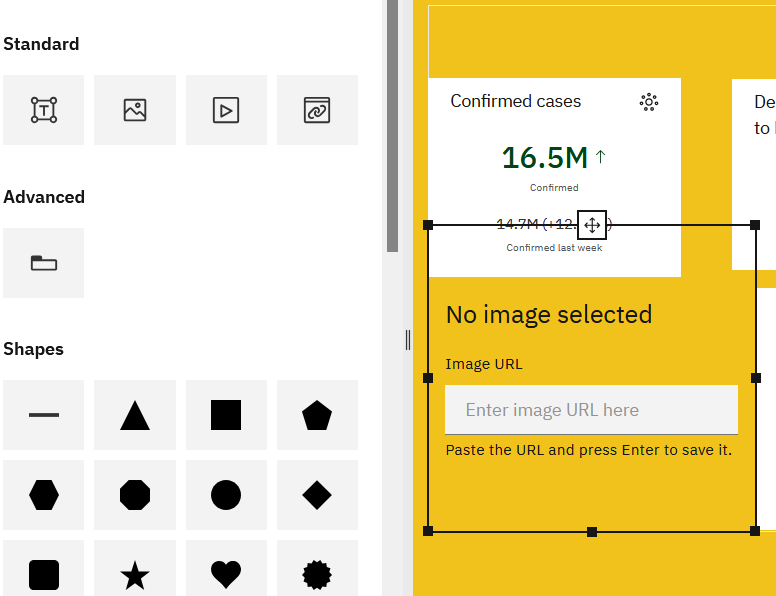 Standard
Advanced
Shapes
Confirmed cases
16.5M
Confirmed
14.7M (+12. )
Confirmed last week
De
to
No image selected
Image URL
Enter image URL here
Paste the URL and press Enter to save it.